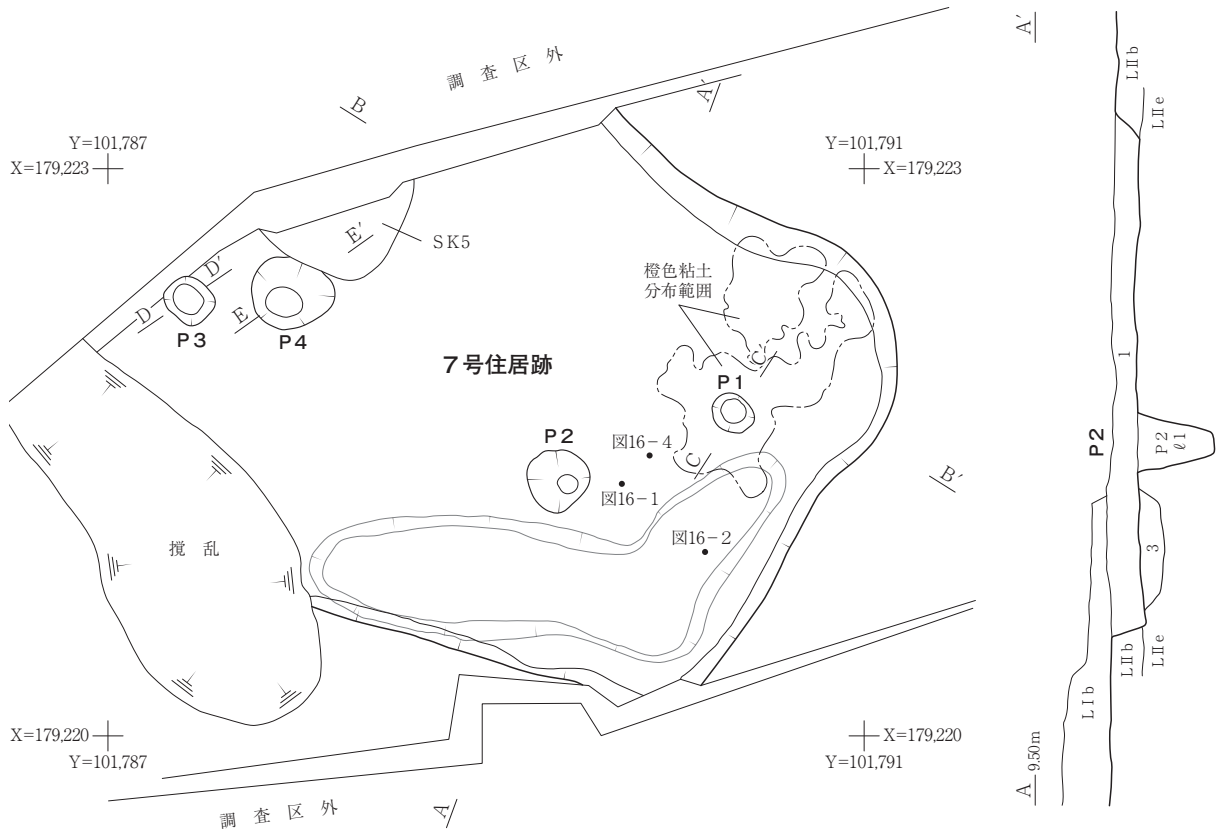 調査区外
B
A′
A′
Y=101,787
X=179,223
Y=101,791
X=179,223
LⅡb
LⅡe
E′
SK5
D′
D
E
P3
P4
橙色粘土
分布範囲
7号住居跡
C′
P1
1
P2
図16-4
C
図16-1
B′
図16-2
P2
P2
ℓ1
撹乱
3
LⅡb
LⅡe
LⅠb
X=179,220
Y=101,787
X=179,220
Y=101,791
A 9.50m
調査区外
A